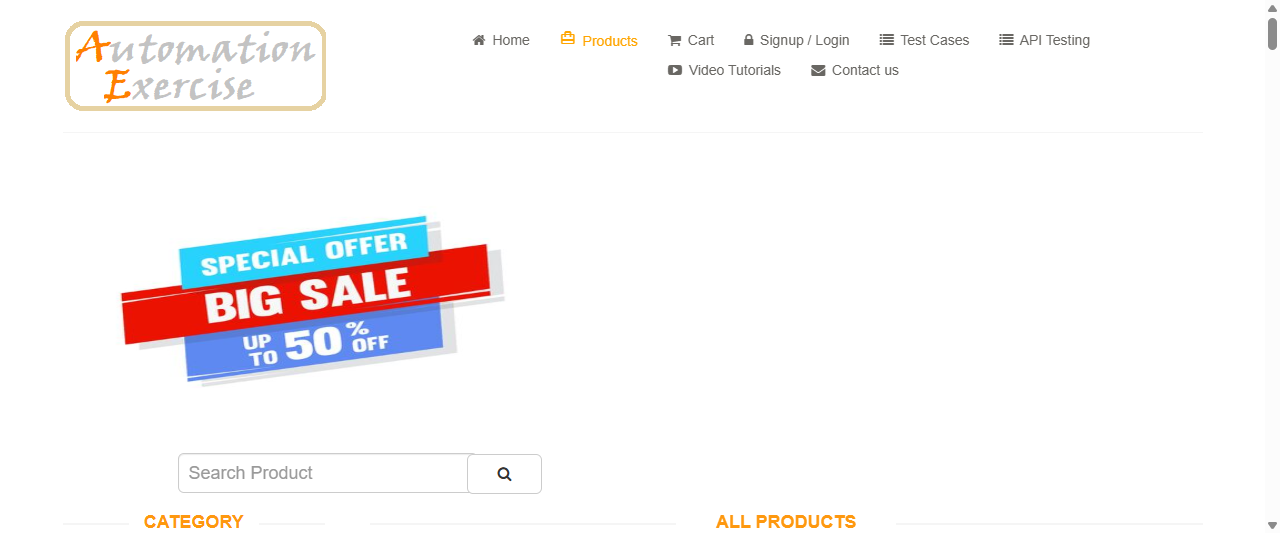 Automation
Exercise
Home Products Cart Signup / Login Test Cases API Testing
Video Tutorials Contact us
SPECIAL OFFER
BIG SALE
UP TO 50% OFF
Search Product
CATEGORY
ALL PRODUCTS